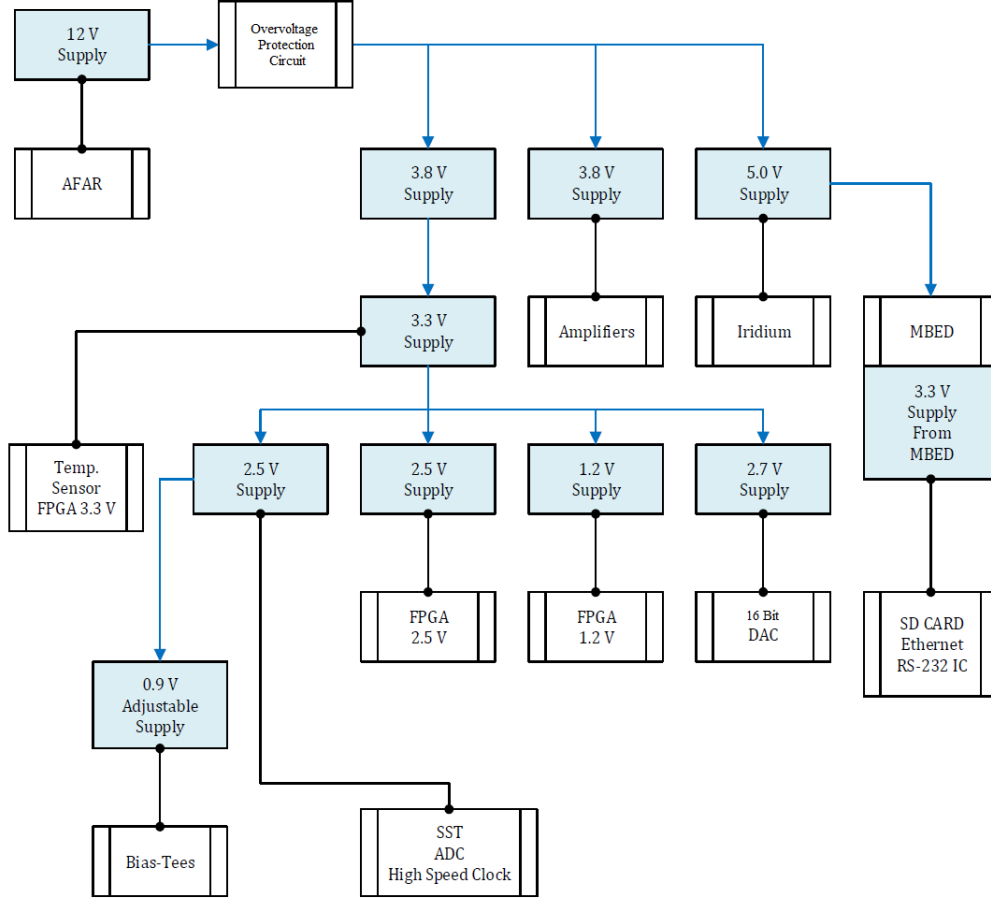 12 V
Supply
Overvoltage
Protection
Circuit
AFAR
3.8 V
Supply
3.8 V
Supply
5.0 V
Supply
3.3 V
Supply
Amplifiers
Iridium
MBED
3.3 V
Supply
From
MBED
Temp.
Sensor
FPGA 3.3 V
2.5 V
Supply
2.5 V
Supply
1.2 V
Supply
2.7 V
Supply
FPGA
2.5 V
FPGA
1.2 V
16 Bit
DAC
SD CARD
Ethernet
RS-232 IC
0.9 V
Adjustable
Supply
Bias-Tees
SST
ADC
High Speed Clock